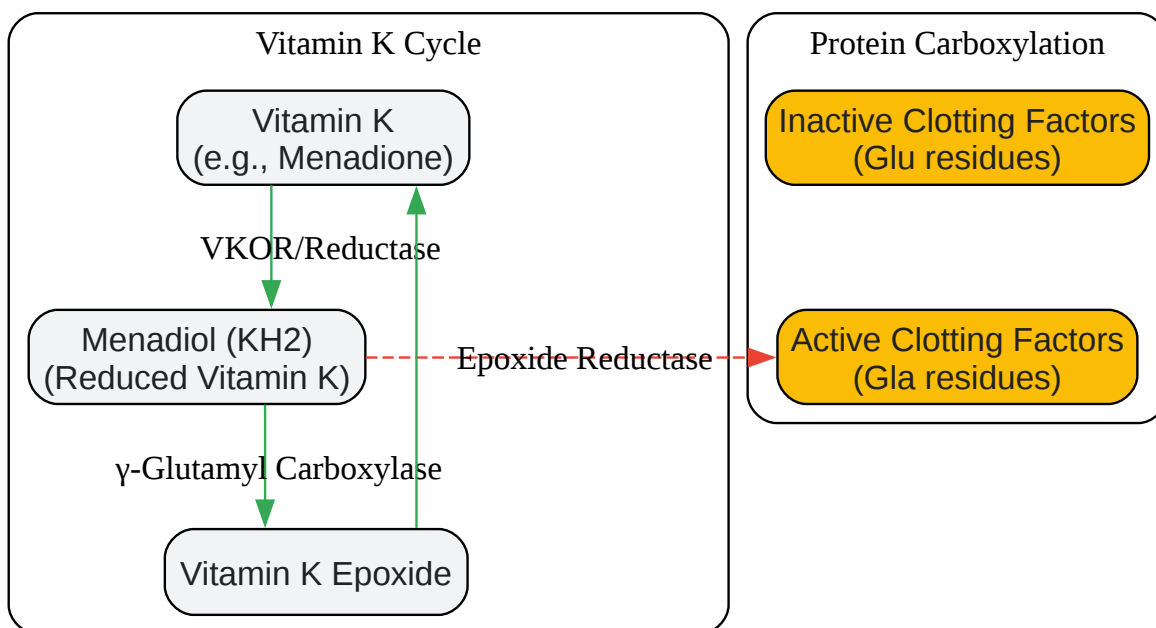 Vitamin K Cycle
Protein Carboxylation
Vitamin K
(e.g., Menadione)
Inactive Clotting Factors
(Glu residues)
VKOR/Reductase
Menadiol (KH2)
(Reduced Vitamin K)
Epoxide Reductase
Active Clotting Factors
(Gla residues)
γ-Glutamyl Carboxylase
Vitamin K Epoxide